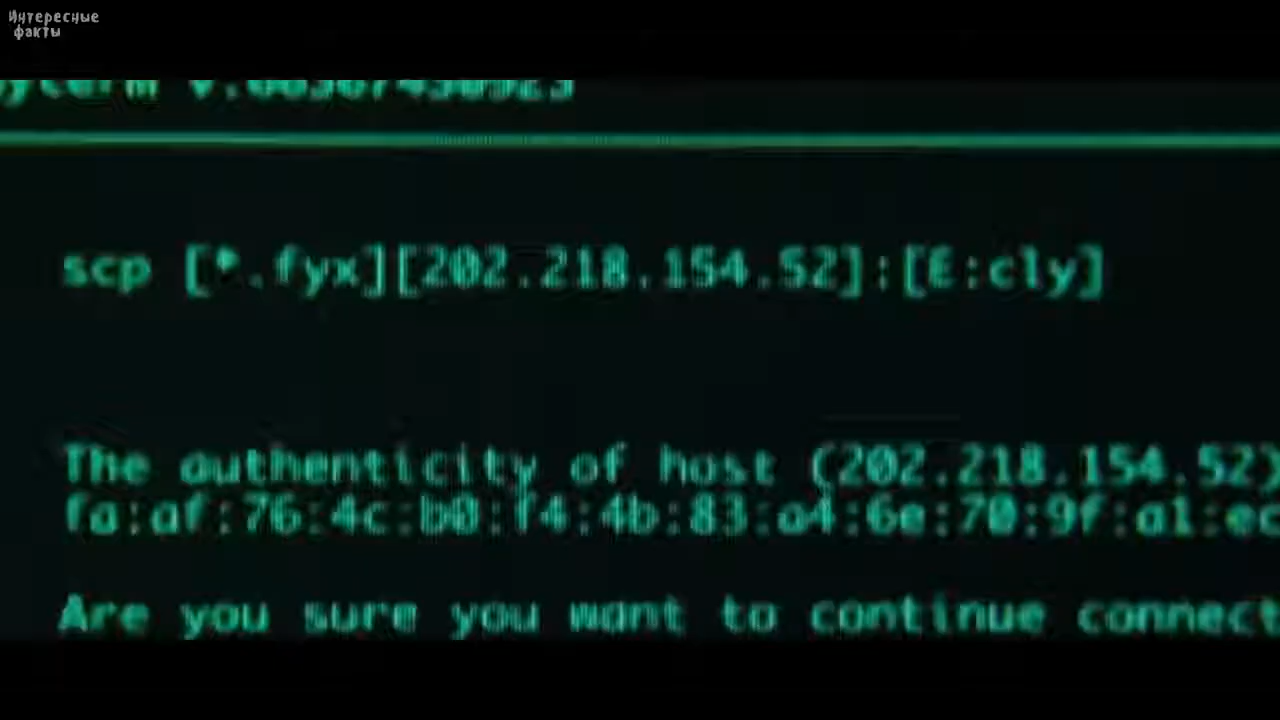 Интересные
факты
scp [*.fyx][202.218.154.52]:[E:cly]
The authenticity of host (202.218.154.52)
fa:af:76:4c:b0:f4:4b:83:a4:6e:70:9f:a1:ec
Are you sure you want to continue connect